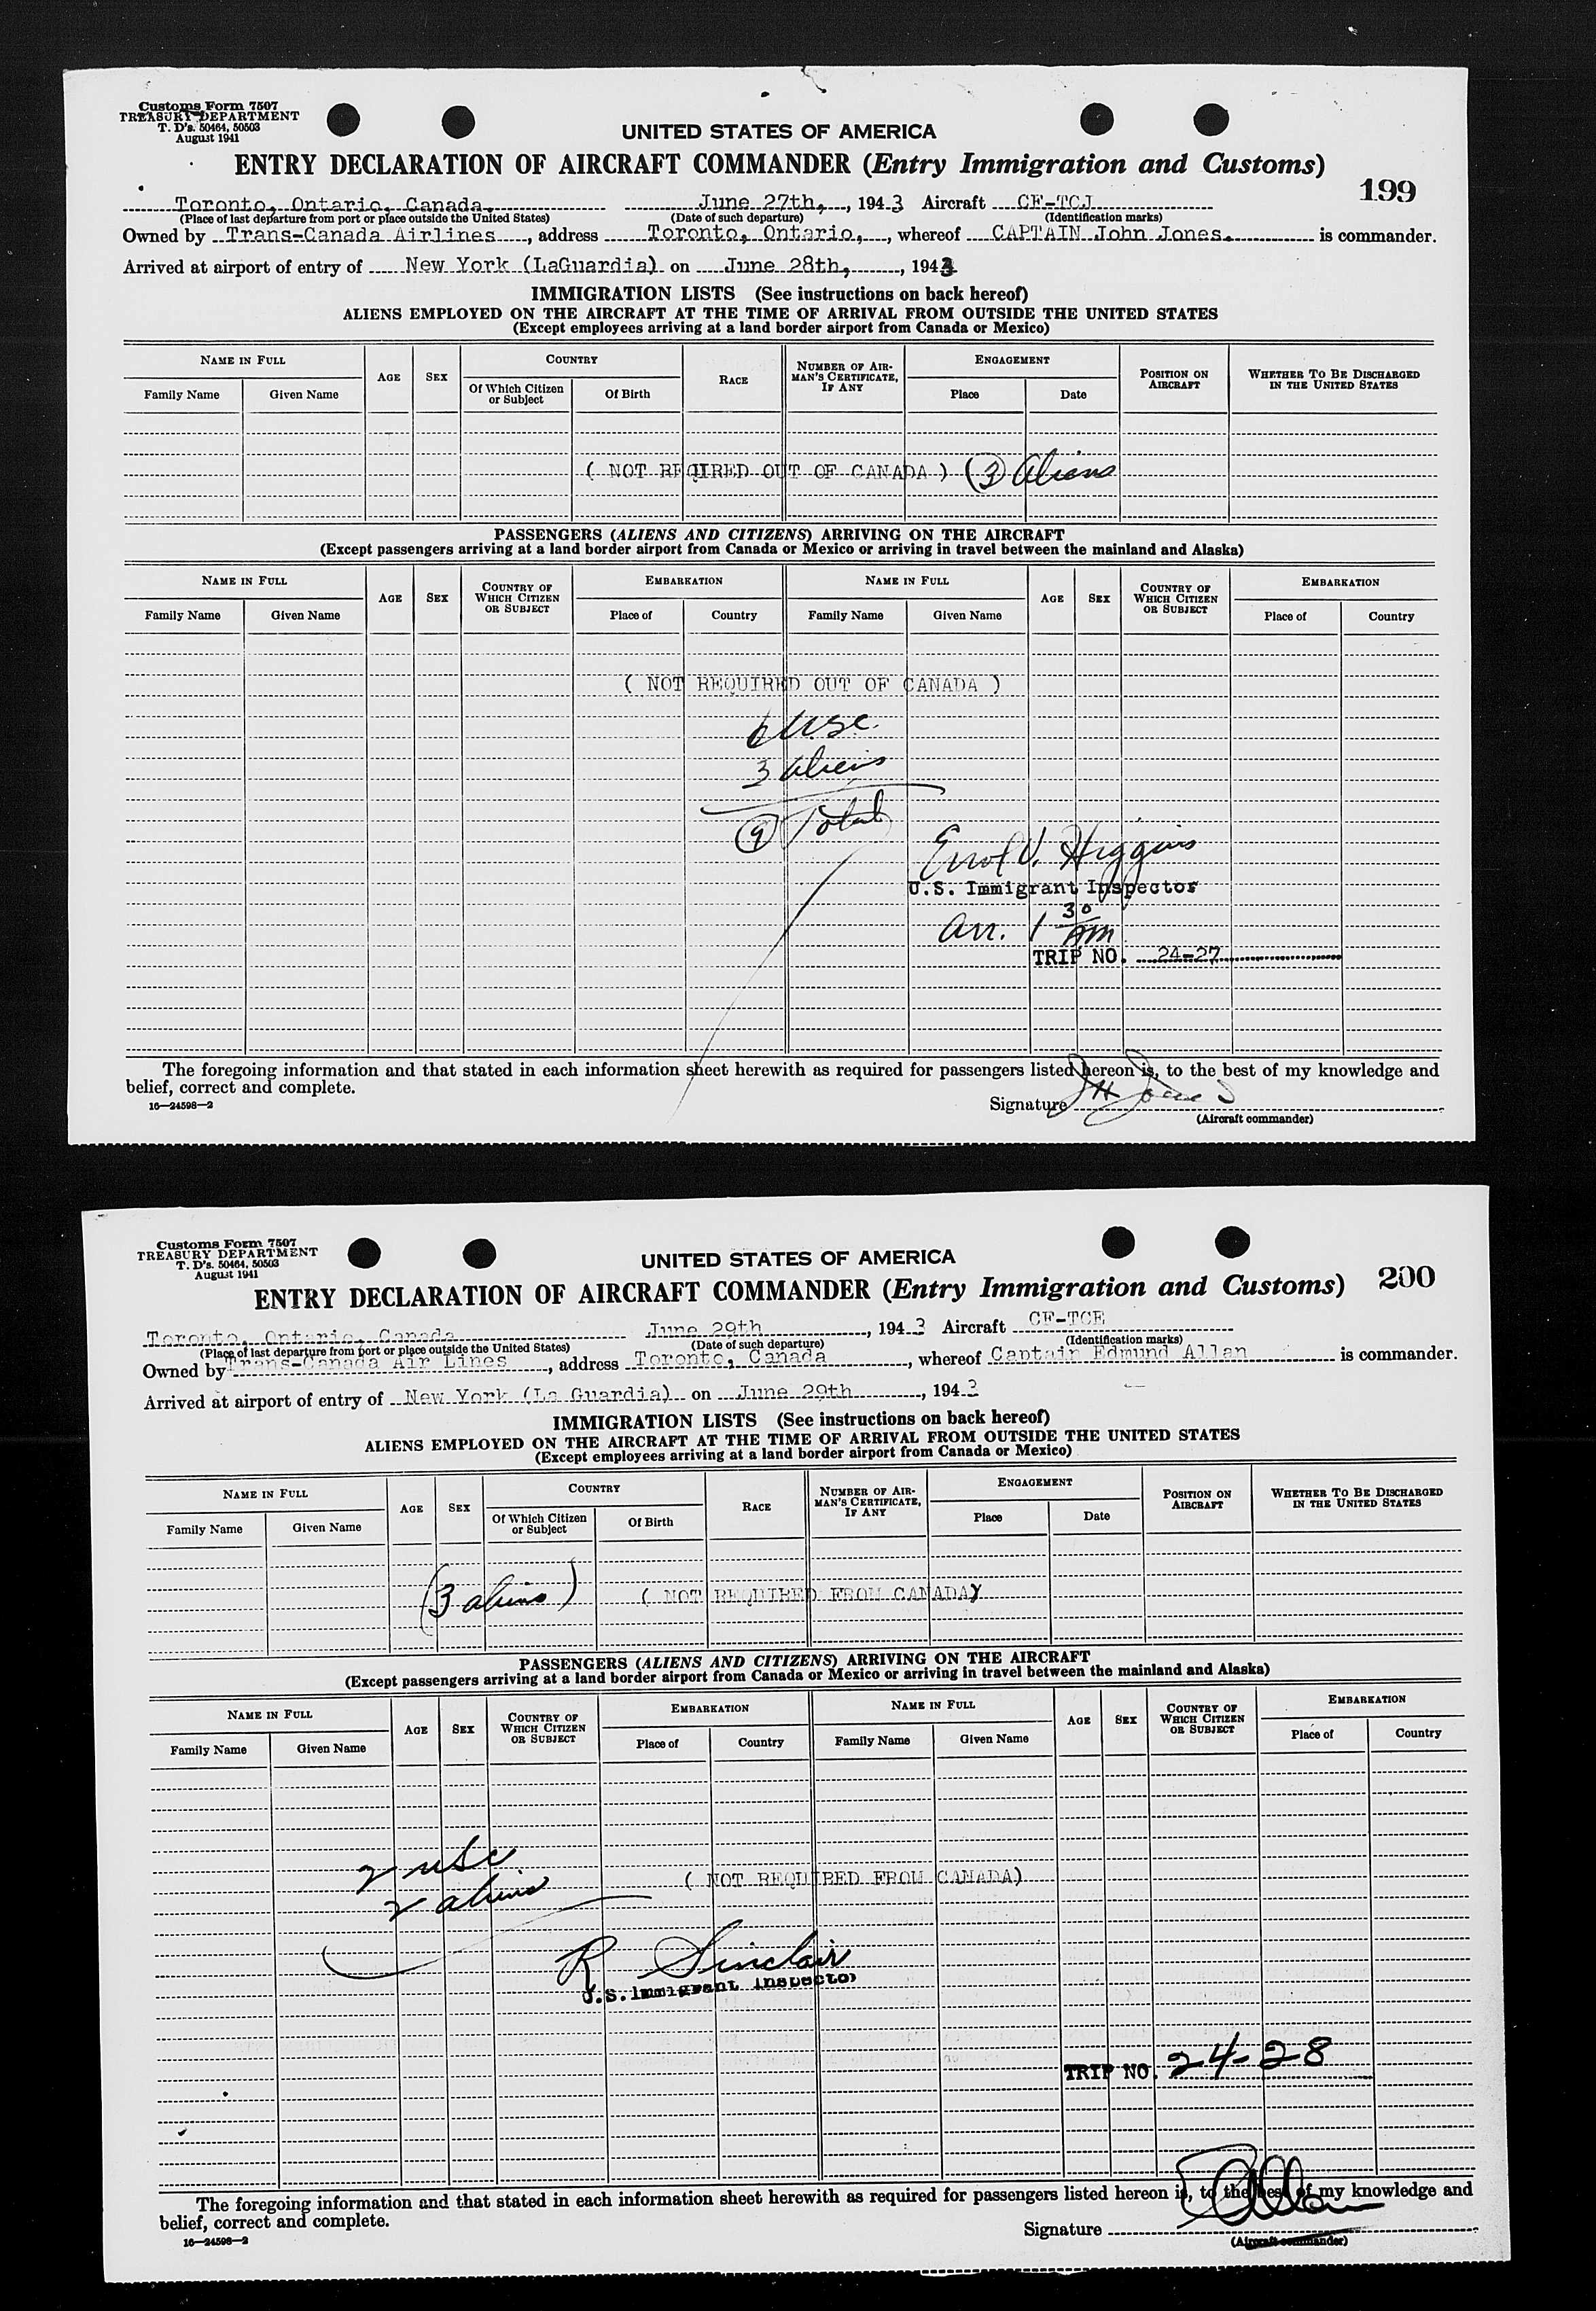 Customs Form 7507
TREASURY DEPARTMENT
T. D's. 50464, 50503
August 1941
UNITED STATES OF AMERICA
ENTRY DECLARATION OF AIRCRAFT COMMANDER (Entry Immigration and Customs)
199
Toronto, Ontario, Canada, June 27th, , 1943 Aircraft CF-TCJ
(Place of last departure from port or place outside the United States) (Date of such departure) (Identification marks)
Owned by Trans-Canada Airlines , address Toronto, Ontario, , whereof CAPTAIN John Jones. is commander.
Arrived at airport of entry of New York (LaGuardia) on June 28th, , 1943
IMMIGRATION LISTS (See instructions on back hereof)
ALIENS EMPLOYED ON THE AIRCRAFT AT THE TIME OF ARRIVAL FROM OUTSIDE THE UNITED STATES
(Except employees arriving at a land border airport from Canada or Mexico)
NAME IN FULL AGE SEX COUNTRY RACE NUMBER OF AIRMAN'S CERTIFICATE, IF ANY ENGAGEMENT POSITION ON AIRCRAFT WHETHER TO BE DISCHARGED IN THE UNITED STATES
Family Name Given Name Of Which Citizen or Subject Of Birth Place Date
( NOT REQUIRED OUT OF CANADA ) (3) Aliens
PASSENGERS (ALIENS AND CITIZENS) ARRIVING ON THE AIRCRAFT
(Except passengers arriving at a land border airport from Canada or Mexico or arriving in travel between the mainland and Alaska)
NAME IN FULL AGE SEX COUNTRY OF WHICH CITIZEN OR SUBJECT EMBARKATION NAME IN FULL AGE SEX COUNTRY OF WHICH CITIZEN OR SUBJECT EMBARKATION
Family Name Given Name Place of Country Family Name Given Name Place of Country
( NOT REQUIRED OUT OF CANADA )
6 USC.
3 Aliens
(9) Total
Errol V. Higgins
U.S. Immigrant Inspector
Arr. 1 30 AM
TRIP NO. 24-27
The foregoing information and that stated in each information sheet herewith as required for passengers listed hereon is, to the best of my knowledge and
belief, correct and complete.
16—24598—2
Signature JH Jones
(Aircraft commander)
Customs Form 7507
TREASURY DEPARTMENT
T. D's. 50464, 50503
August 1941
UNITED STATES OF AMERICA
ENTRY DECLARATION OF AIRCRAFT COMMANDER (Entry Immigration and Customs)
200
Toronto, Ontario, Canada June 29th , 1943 Aircraft CF-TCE
(Place of last departure from port or place outside the United States) (Date of such departure) (Identification marks)
Owned by Trans-Canada Air Lines , address Toronto, Canada , whereof Captain Edmund Allan is commander.
Arrived at airport of entry of New York (La Guardia) on June 29th , 1943
IMMIGRATION LISTS (See instructions on back hereof)
ALIENS EMPLOYED ON THE AIRCRAFT AT THE TIME OF ARRIVAL FROM OUTSIDE THE UNITED STATES
(Except employees arriving at a land border airport from Canada or Mexico)
NAME IN FULL AGE SEX COUNTRY RACE NUMBER OF AIRMAN'S CERTIFICATE, IF ANY ENGAGEMENT POSITION ON AIRCRAFT WHETHER TO BE DISCHARGED IN THE UNITED STATES
Family Name Given Name Of Which Citizen or Subject Of Birth Place Date
(3 aliens) ( NOT REQUIRED FROM CANADA)
PASSENGERS (ALIENS AND CITIZENS) ARRIVING ON THE AIRCRAFT
(Except passengers arriving at a land border airport from Canada or Mexico or arriving in travel between the mainland and Alaska)
NAME IN FULL AGE SEX COUNTRY OF WHICH CITIZEN OR SUBJECT EMBARKATION NAME IN FULL AGE SEX COUNTRY OF WHICH CITIZEN OR SUBJECT EMBARKATION
Family Name Given Name Place of Country Family Name Given Name Place of Country
2 USC
( NOT REQUIRED FROM CANADA)
2 aliens
R Sinclair
U.S. Immigrant Inspector
TRIP NO. 24-28
The foregoing information and that stated in each information sheet herewith as required for passengers listed hereon is, to the best of my knowledge and
belief, correct and complete.
16—24598—2
Signature EAllan
(Aircraft commander)